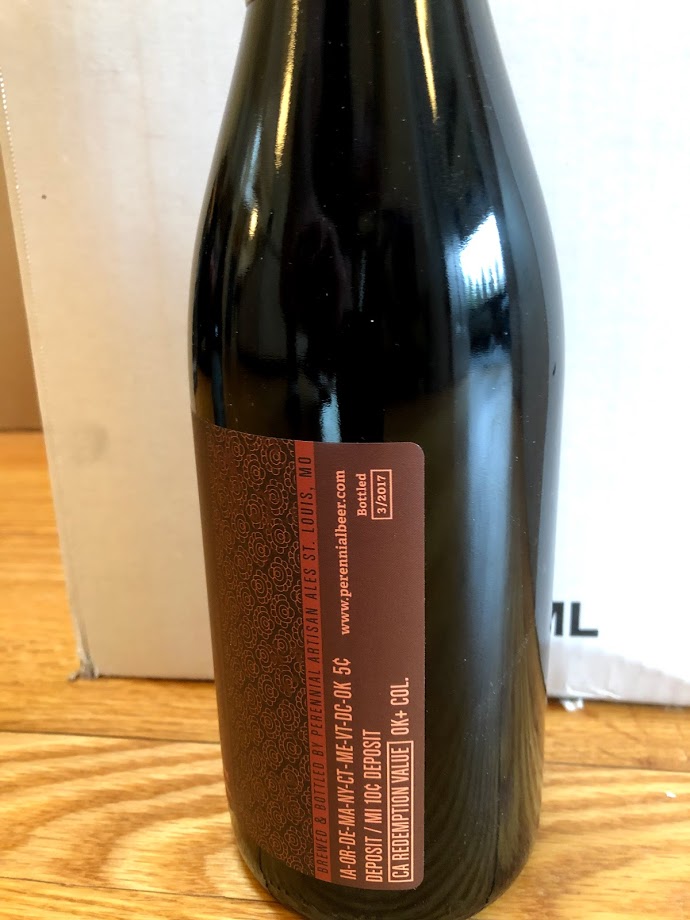 BREWED & BOTTLED BY PERENNIAL ARTISAN ALES ST. LOUIS, MO
IA-OR-DE-MA-NY-CT-ME-VT-DC-OK 5¢
DEPOSIT / MI 10¢ DEPOSIT
CA REDEMPTION VALUE OK+ COL.
www.perennialbeer.com
Bottled
3/2017
ML